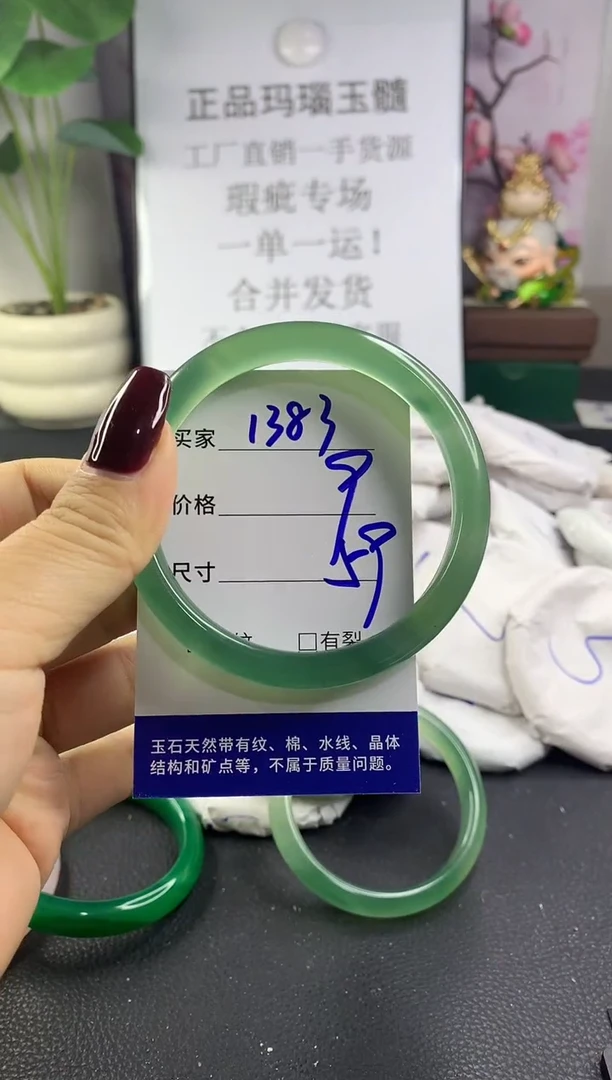 正品玛瑙玉髓
工厂直销一手货源
瑕疵专场
一单一运！
合并发货
买家 1383
价格 9
尺寸 59
纹 □有裂
玉石天然带有纹、棉、水线、晶体
结构和矿点等，不属于质量问题。